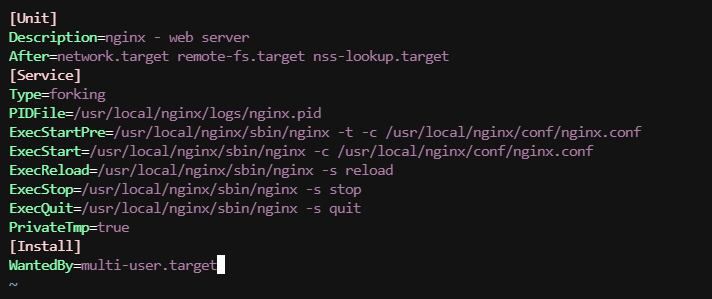 [Unit]
Description=nginx - web server
After=network.target remote-fs.target nss-lookup.target
[Service]
Type=forking
PIDFile=/usr/local/nginx/logs/nginx.pid
ExecStartPre=/usr/local/nginx/sbin/nginx -t -c /usr/local/nginx/conf/nginx.conf
ExecStart=/usr/local/nginx/sbin/nginx -c /usr/local/nginx/conf/nginx.conf
ExecReload=/usr/local/nginx/sbin/nginx -s reload
ExecStop=/usr/local/nginx/sbin/nginx -s stop
ExecQuit=/usr/local/nginx/sbin/nginx -s quit
PrivateTmp=true
[Install]
WantedBy=multi-user.target
~